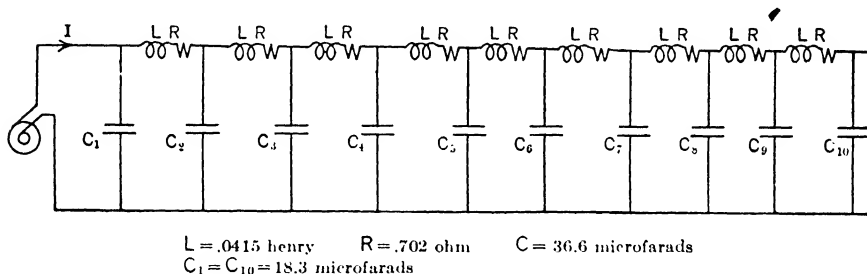 I L R L R L R L R L R L R L R L R L R
C1 C2 C3 C4 C5 C6 C7 C8 C9 C10
L = .0415 henry R = .702 ohm C = 36.6 microfarads
C1 = C10 = 18.3 microfarads